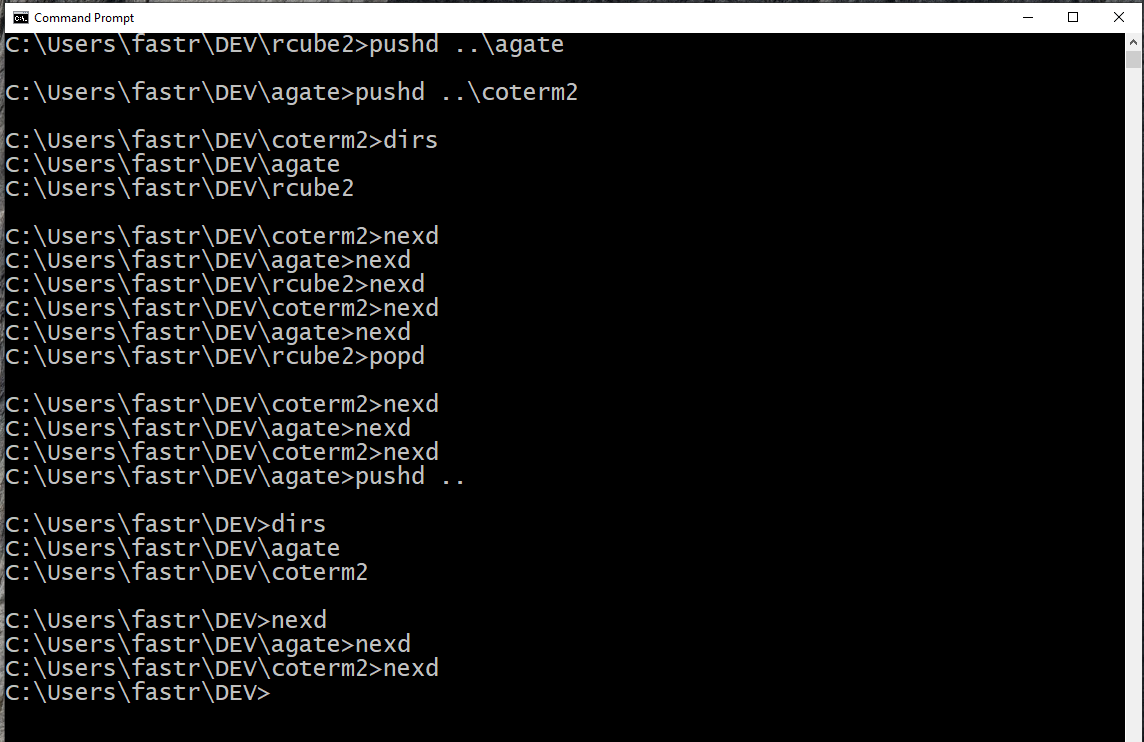 Command Prompt
C:\Users\fastr\DEV\rcube2>pushd ..\agate
C:\Users\fastr\DEV\agate>pushd ..\coterm2
C:\Users\fastr\DEV\coterm2>dirs
C:\Users\fastr\DEV\agate
C:\Users\fastr\DEV\rcube2
C:\Users\fastr\DEV\coterm2>nexd
C:\Users\fastr\DEV\agate>nexd
C:\Users\fastr\DEV\rcube2>nexd
C:\Users\fastr\DEV\coterm2>nexd
C:\Users\fastr\DEV\agate>nexd
C:\Users\fastr\DEV\rcube2>popd
C:\Users\fastr\DEV\coterm2>nexd
C:\Users\fastr\DEV\agate>nexd
C:\Users\fastr\DEV\coterm2>nexd
C:\Users\fastr\DEV\agate>pushd ..
C:\Users\fastr\DEV>dirs
C:\Users\fastr\DEV\agate
C:\Users\fastr\DEV\coterm2
C:\Users\fastr\DEV>nexd
C:\Users\fastr\DEV\agate>nexd
C:\Users\fastr\DEV\coterm2>nexd
C:\Users\fastr\DEV>